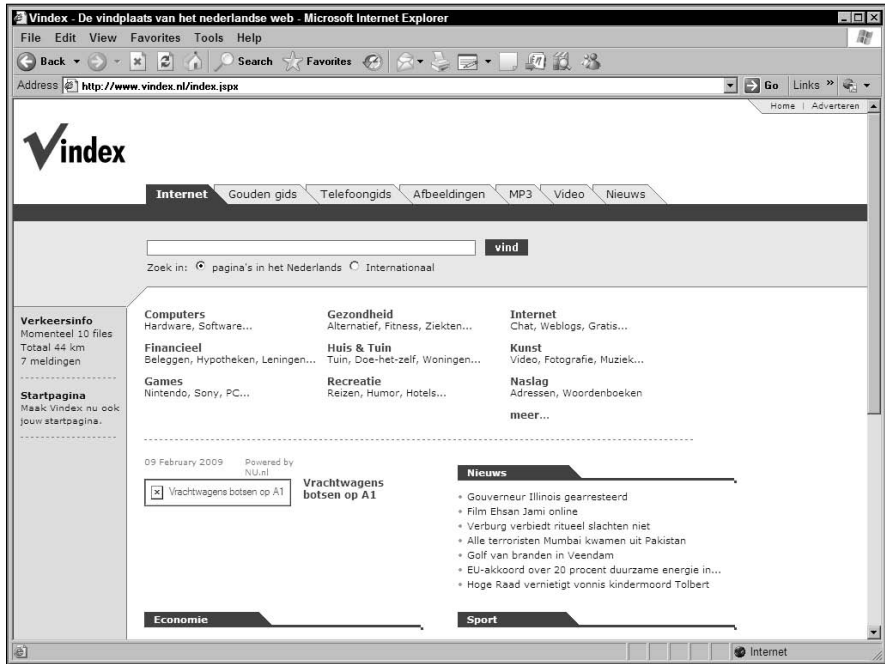 Vindex - De vindplaats van het nederlandse web - Microsoft Internet Explorer
File Edit View Favorites Tools Help
Back Search Favorites
Address http://www.vindex.nl/index.jspx Go Links »
Home | Adverteren
Vindex
Internet Gouden gids Telefoongids Afbeeldingen MP3 Video Nieuws
vind
Zoek in: pagina's in het Nederlands Internationaal
Verkeersinfo
Momenteel 10 files
Totaal 44 km
7 meldingen
Startpagina
Maak Vindex nu ook
jouw startpagina.
Computers
Hardware, Software...
Gezondheid
Alternatief, Fitness, Ziekten...
Internet
Chat, Weblogs, Gratis...
Financieel
Beleggen, Hypotheken, Leningen...
Huis & Tuin
Tuin, Doe-het-zelf, Woningen...
Kunst
Video, Fotografie, Muziek...
Games
Nintendo, Sony, PC...
Recreatie
Reizen, Humor, Hotels...
Naslag
Adressen, Woordenboeken
meer...
09 February 2009 Powered by
NU.nl
Vrachtwagens botsen op A1
Vrachtwagens
botsen op A1
Nieuws
• Gouverneur Illinois gearresteerd
• Film Ehsan Jami online
• Verburg verbiedt ritueel slachten niet
• Alle terroristen Mumbai kwamen uit Pakistan
• Golf van branden in Veendam
• EU-akkoord over 20 procent duurzame energie in...
• Hoge Raad vernietigt vonnis kindermoord Tolbert
Economie
Sport
Internet